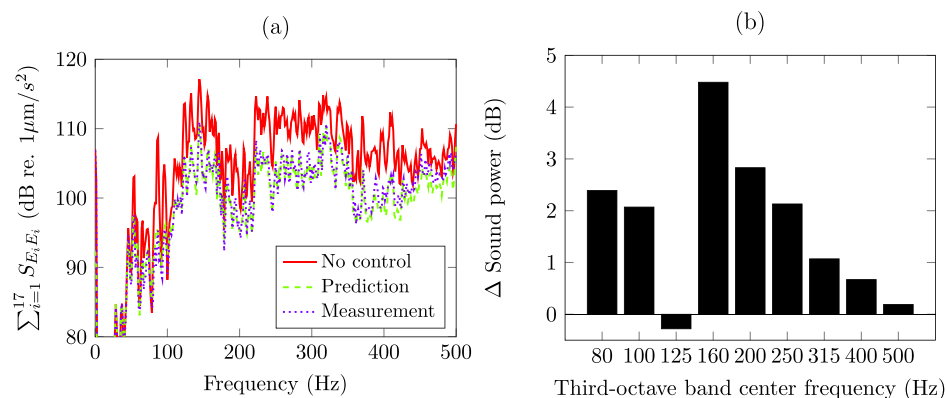 (a)
∑_{i=1}^{17} S_{E_iE_i} (dB re. 1μm/s²)
120
110
100
90
80
0 100 200 300 400 500
Frequency (Hz)
No control
Prediction
Measurement
(b)
Δ Sound power (dB)
5
4
3
2
1
0
80 100 125 160 200 250 315 400 500
Third-octave band center frequency (Hz)